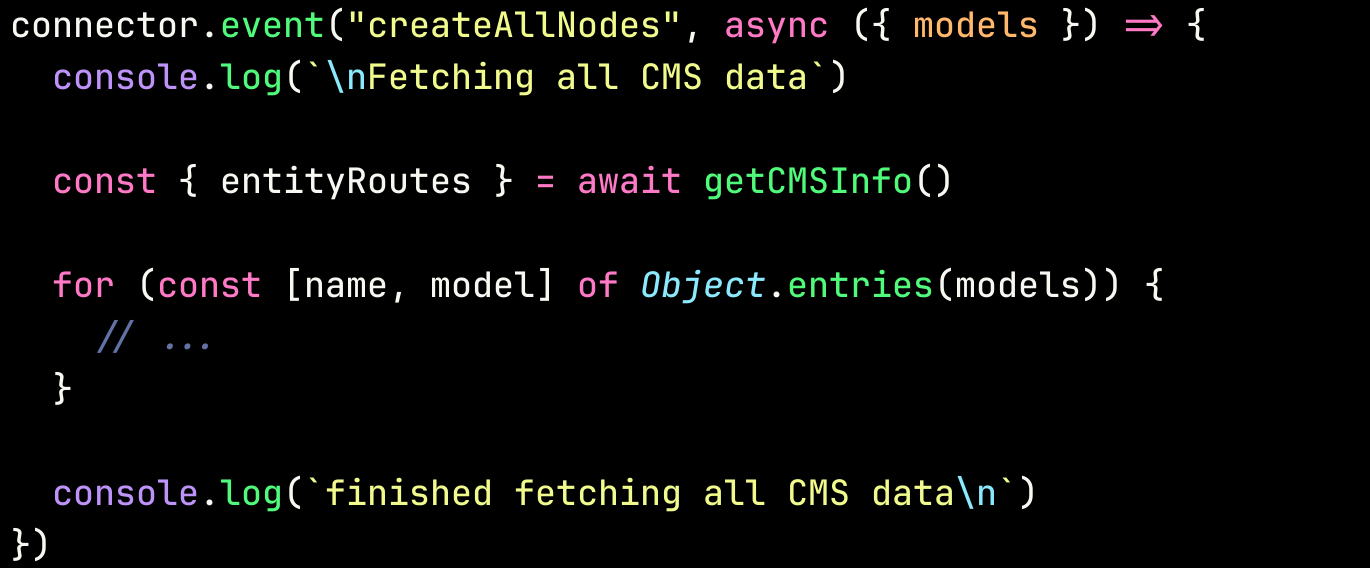 connector.event("createAllNodes", async ({ models }) => {
  console.log(`\nFetching all CMS data`)

  const { entityRoutes } = await getCMSInfo()

  for (const [name, model] of Object.entries(models)) {
    // ...
  }

  console.log(`finished fetching all CMS data\n`)
})